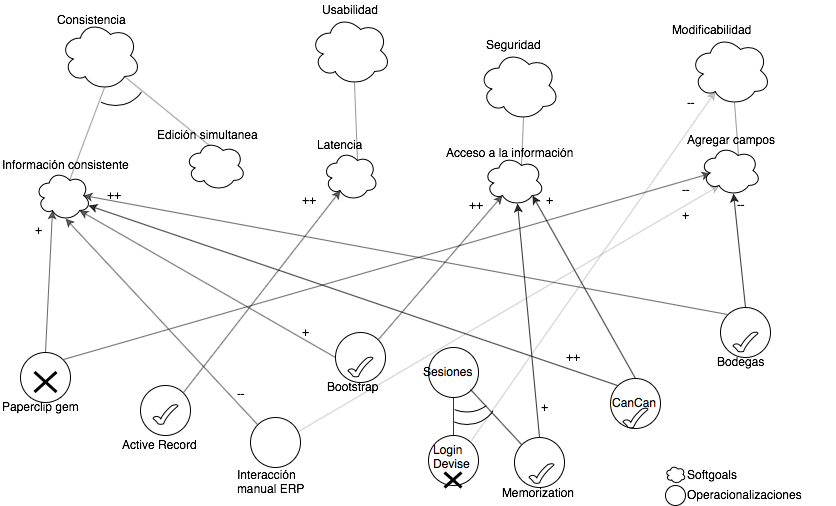 Consistencia
Usabilidad
Seguridad
Modificabilidad
--
Edición simultanea
Latencia
Acceso a la información
Agregar campos
Información consistente
++
++
++
+
--
--
+
+
+
++
--
+
Sesiones
Bodegas
Bootstrap
CanCan
Paperclip gem
Active Record
Login
Devise
Interacción
manual ERP
Memorization
Softgoals
Operacionalizaciones